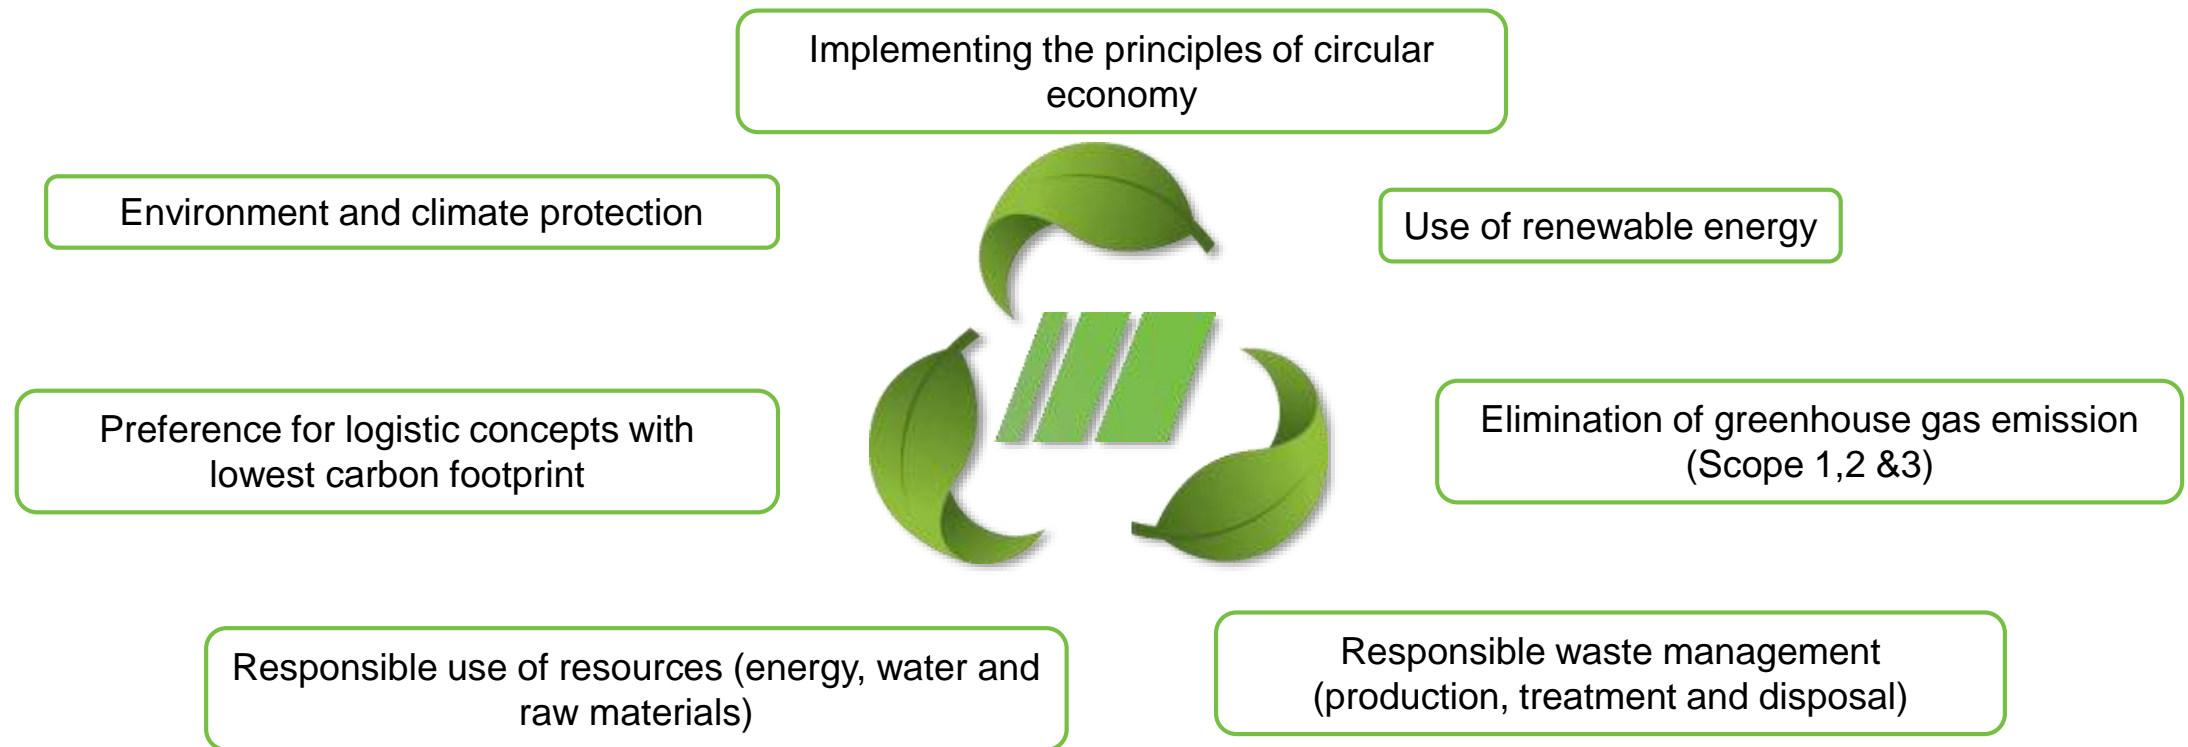 Implementing the principles of circular
economy
Environment and climate protection
Use of renewable energy
Preference for logistic concepts with
lowest carbon footprint
Elimination of greenhouse gas emission
(Scope 1,2 &3)
Responsible use of resources (energy, water and
raw materials)
Responsible waste management
(production, treatment and disposal)